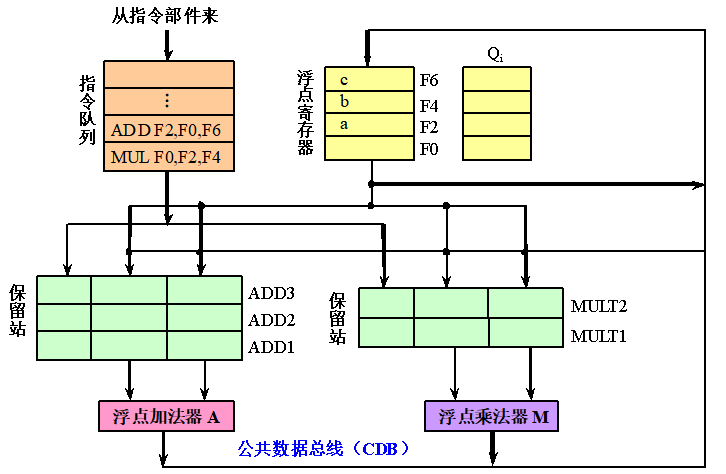 从指令部件来
指令队列
⋮
ADD F2,F0,F6
MUL F0,F2,F4
浮点寄存器
c
b
a
F6
F4
F2
F0
Qi
保留站
ADD3
ADD2
ADD1
保留站
MULT2
MULT1
浮点加法器 A
浮点乘法器 M
公共数据总线（CDB）